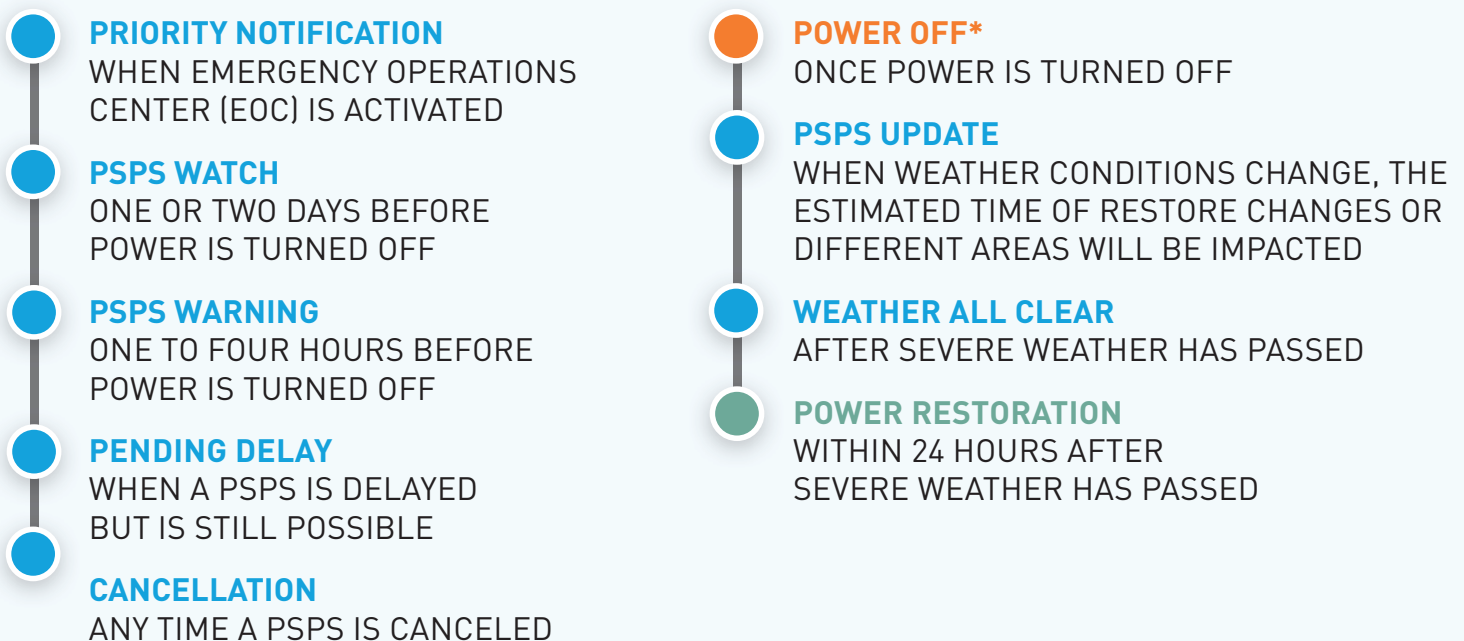 PRIORITY NOTIFICATION
WHEN EMERGENCY OPERATIONS
CENTER (EOC) IS ACTIVATED
PSPS WATCH
ONE OR TWO DAYS BEFORE
POWER IS TURNED OFF
PSPS WARNING
ONE TO FOUR HOURS BEFORE
POWER IS TURNED OFF
PENDING DELAY
WHEN A PSPS IS DELAYED
BUT IS STILL POSSIBLE
CANCELLATION
ANY TIME A PSPS IS CANCELED
POWER OFF*
ONCE POWER IS TURNED OFF
PSPS UPDATE
WHEN WEATHER CONDITIONS CHANGE, THE
ESTIMATED TIME OF RESTORE CHANGES OR
DIFFERENT AREAS WILL BE IMPACTED
WEATHER ALL CLEAR
AFTER SEVERE WEATHER HAS PASSED
POWER RESTORATION
WITHIN 24 HOURS AFTER
SEVERE WEATHER HAS PASSED